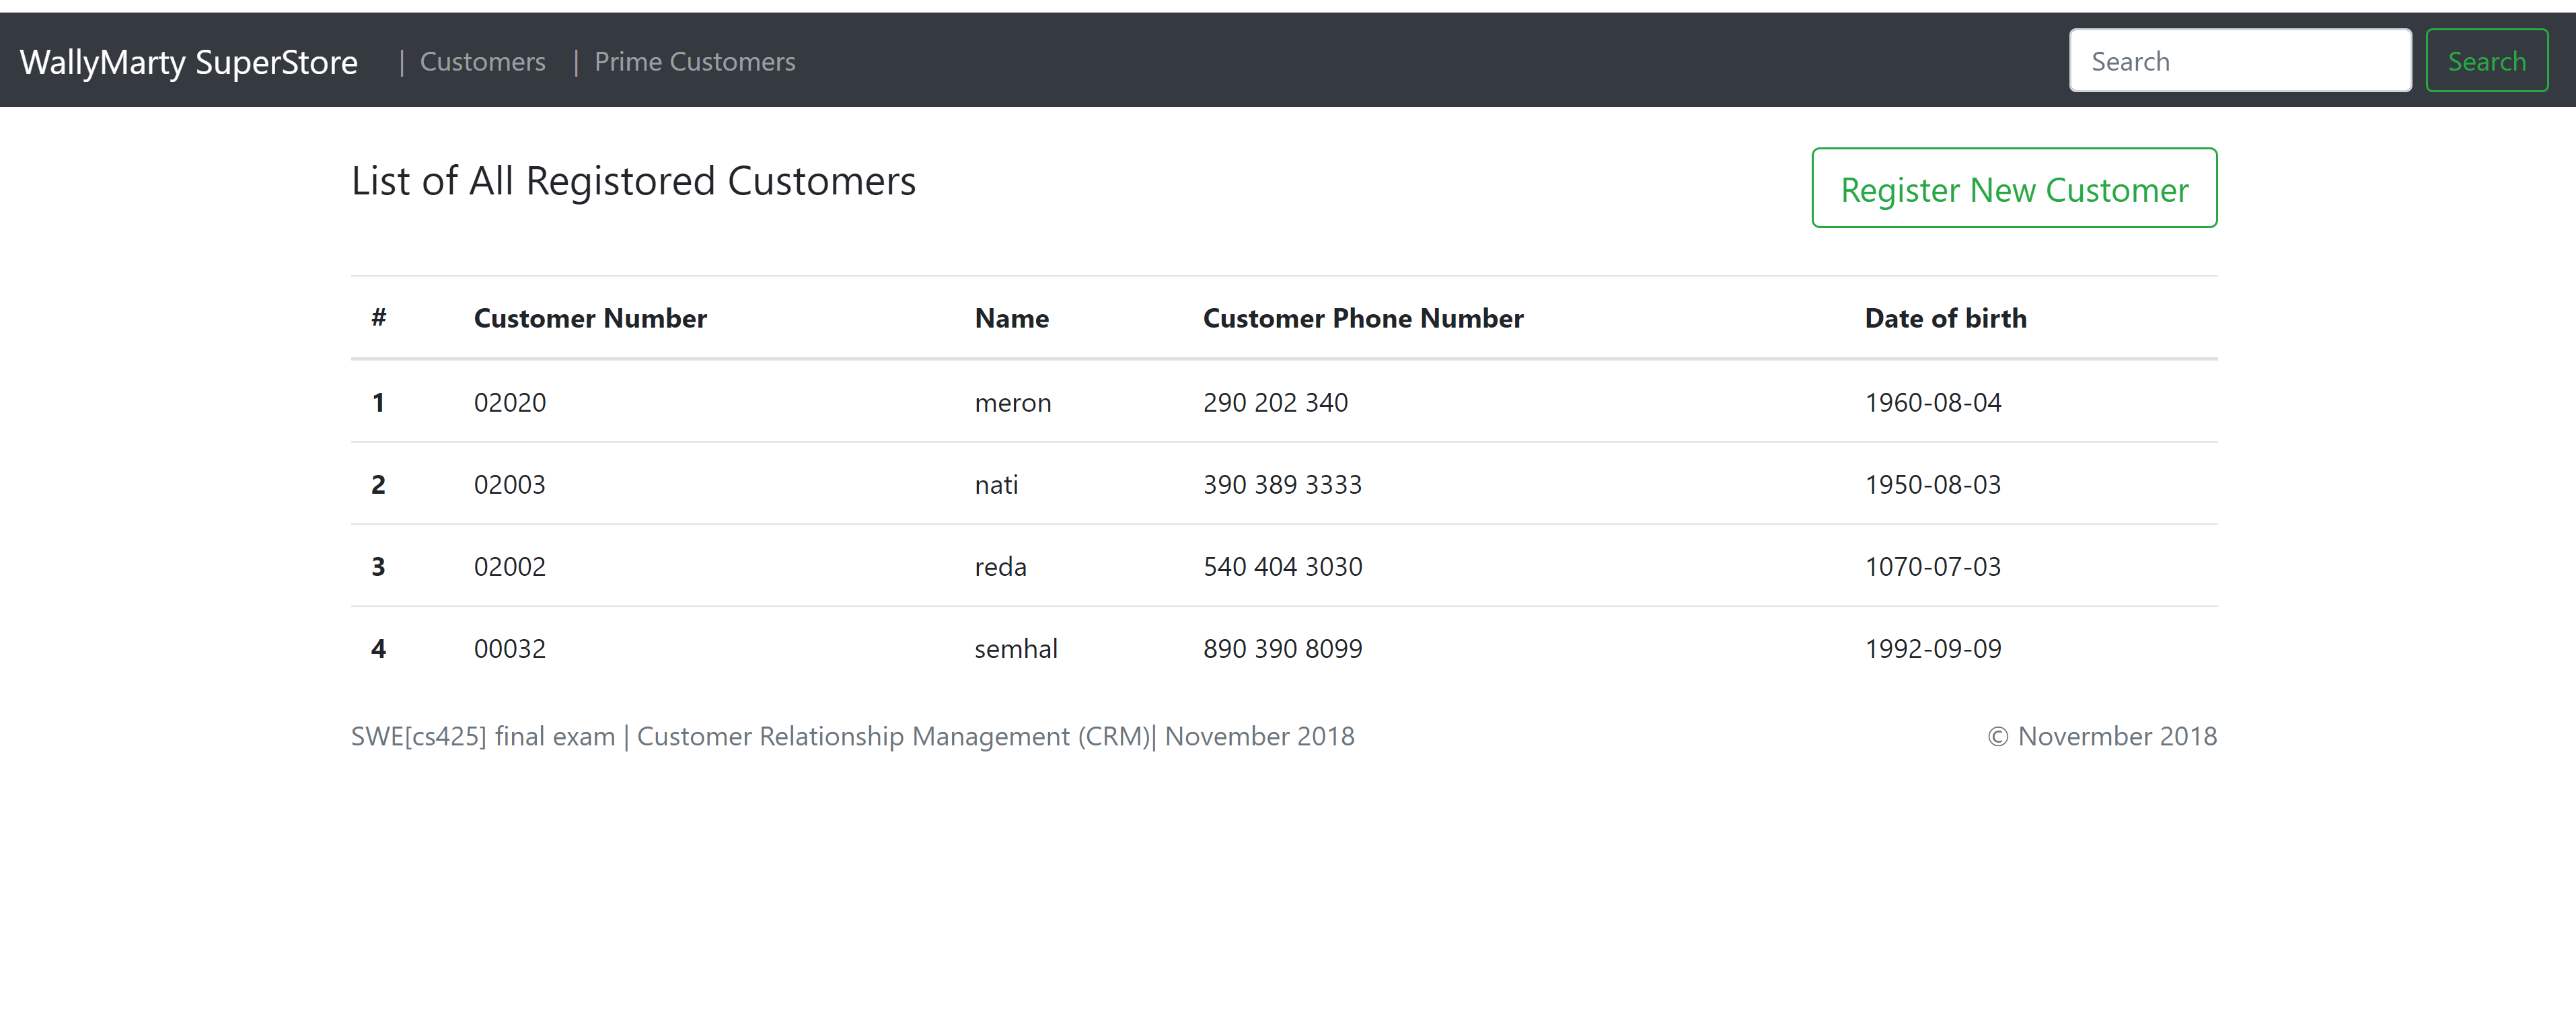 WallyMarty SuperStore | Customers | Prime Customers Search Search
List of All Registored Customers Register New Customer
# Customer Number Name Customer Phone Number Date of birth
1 02020 meron 290 202 340 1960-08-04
2 02003 nati 390 389 3333 1950-08-03
3 02002 reda 540 404 3030 1070-07-03
4 00032 semhal 890 390 8099 1992-09-09
SWE[cs425] final exam | Customer Relationship Management (CRM)| November 2018 © Novermber 2018